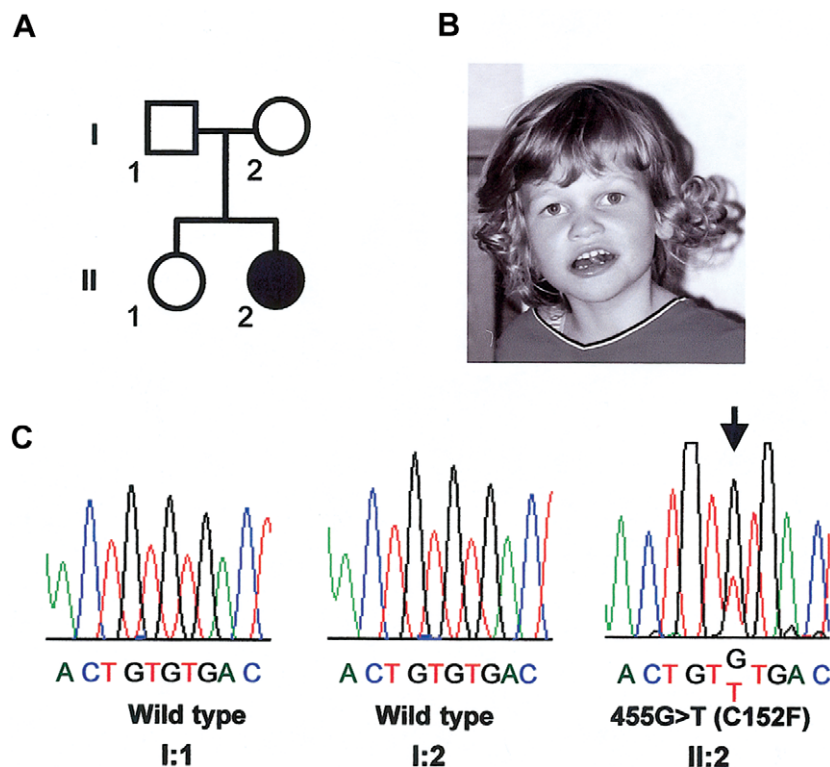 A
B
I
1
2
II
1
2
C
A CT GTGTGAC
Wild type
I:1
A CT GTGTGAC
Wild type
I:2
A CT GT G TGA C
T
455G>T (C152F)
II:2